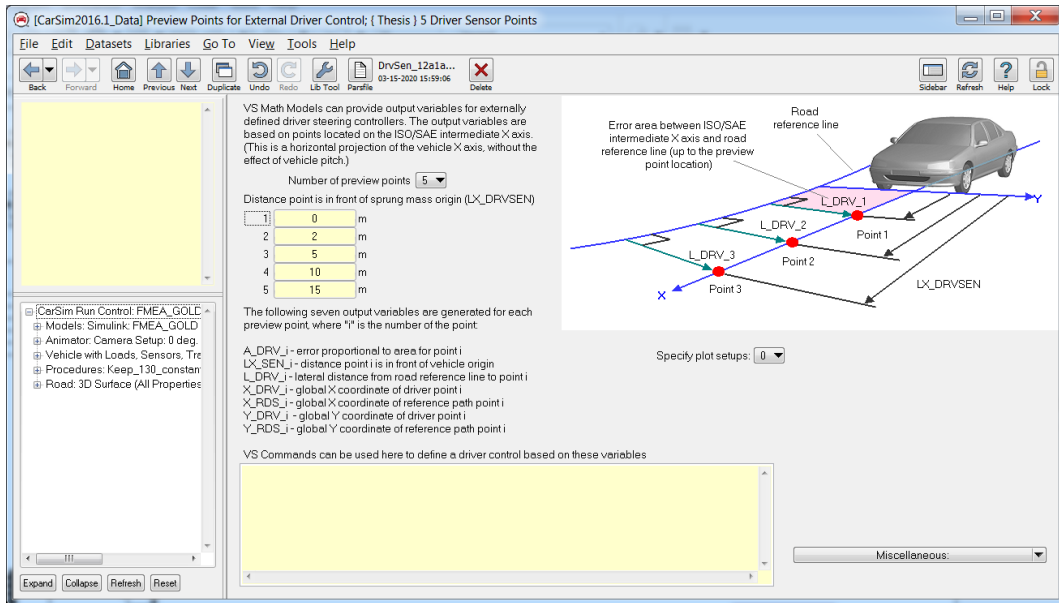 [CarSim2016.1_Data] Preview Points for External Driver Control; { Thesis } 5 Driver Sensor Points
File Edit Datasets Libraries Go To View Tools Help
DrvSen_12a1a...
03-15-2020 15:59:06
Back Forward Home Previous Next Duplicate Undo Redo Lib Tool Parsfile Delete Sidebar Refresh Help Lock
VS Math Models can provide output variables for externally
defined driver steering controllers. The output variables are
based on points located on the ISO/SAE intermediate X axis.
(This is a horizontal projection of the vehicle X axis, without the
effect of vehicle pitch.)
Number of preview points 5
Distance point is in front of sprung mass origin (LX_DRVSEN)
1 0 m
2 2 m
3 5 m
4 10 m
5 15 m
Road
reference line
Error area between ISO/SAE
intermediate X axis and road
reference line (up to the preview
point location)
L_DRV_1
Y
L_DRV_2
Point 1
L_DRV_3
Point 2
LX_DRVSEN
X
Point 3
CarSim Run Control: FMEA_GOLD
Models: Simulink: FMEA_GOLD
Animator: Camera Setup: 0 deg.
Vehicle with Loads, Sensors, Tra
Procedures: Keep_130_constan
Road: 3D Surface (All Properties
The following seven output variables are generated for each
preview point, where "i" is the number of the point:
A_DRV_i - error proportional to area for point i
LX_SEN_i - distance point i is in front of vehicle origin
L_DRV_i - lateral distance from road reference line to point i
X_DRV_i - global X coordinate of driver point i
X_RDS_i - global X coordinate of reference path point i
Y_DRV_i - global Y coordinate of driver point i
Y_RDS_i - global Y coordinate of reference path point i
Specify plot setups: 0
VS Commands can be used here to define a driver control based on these variables
Miscellaneous:
Expand Collapse Refresh Reset